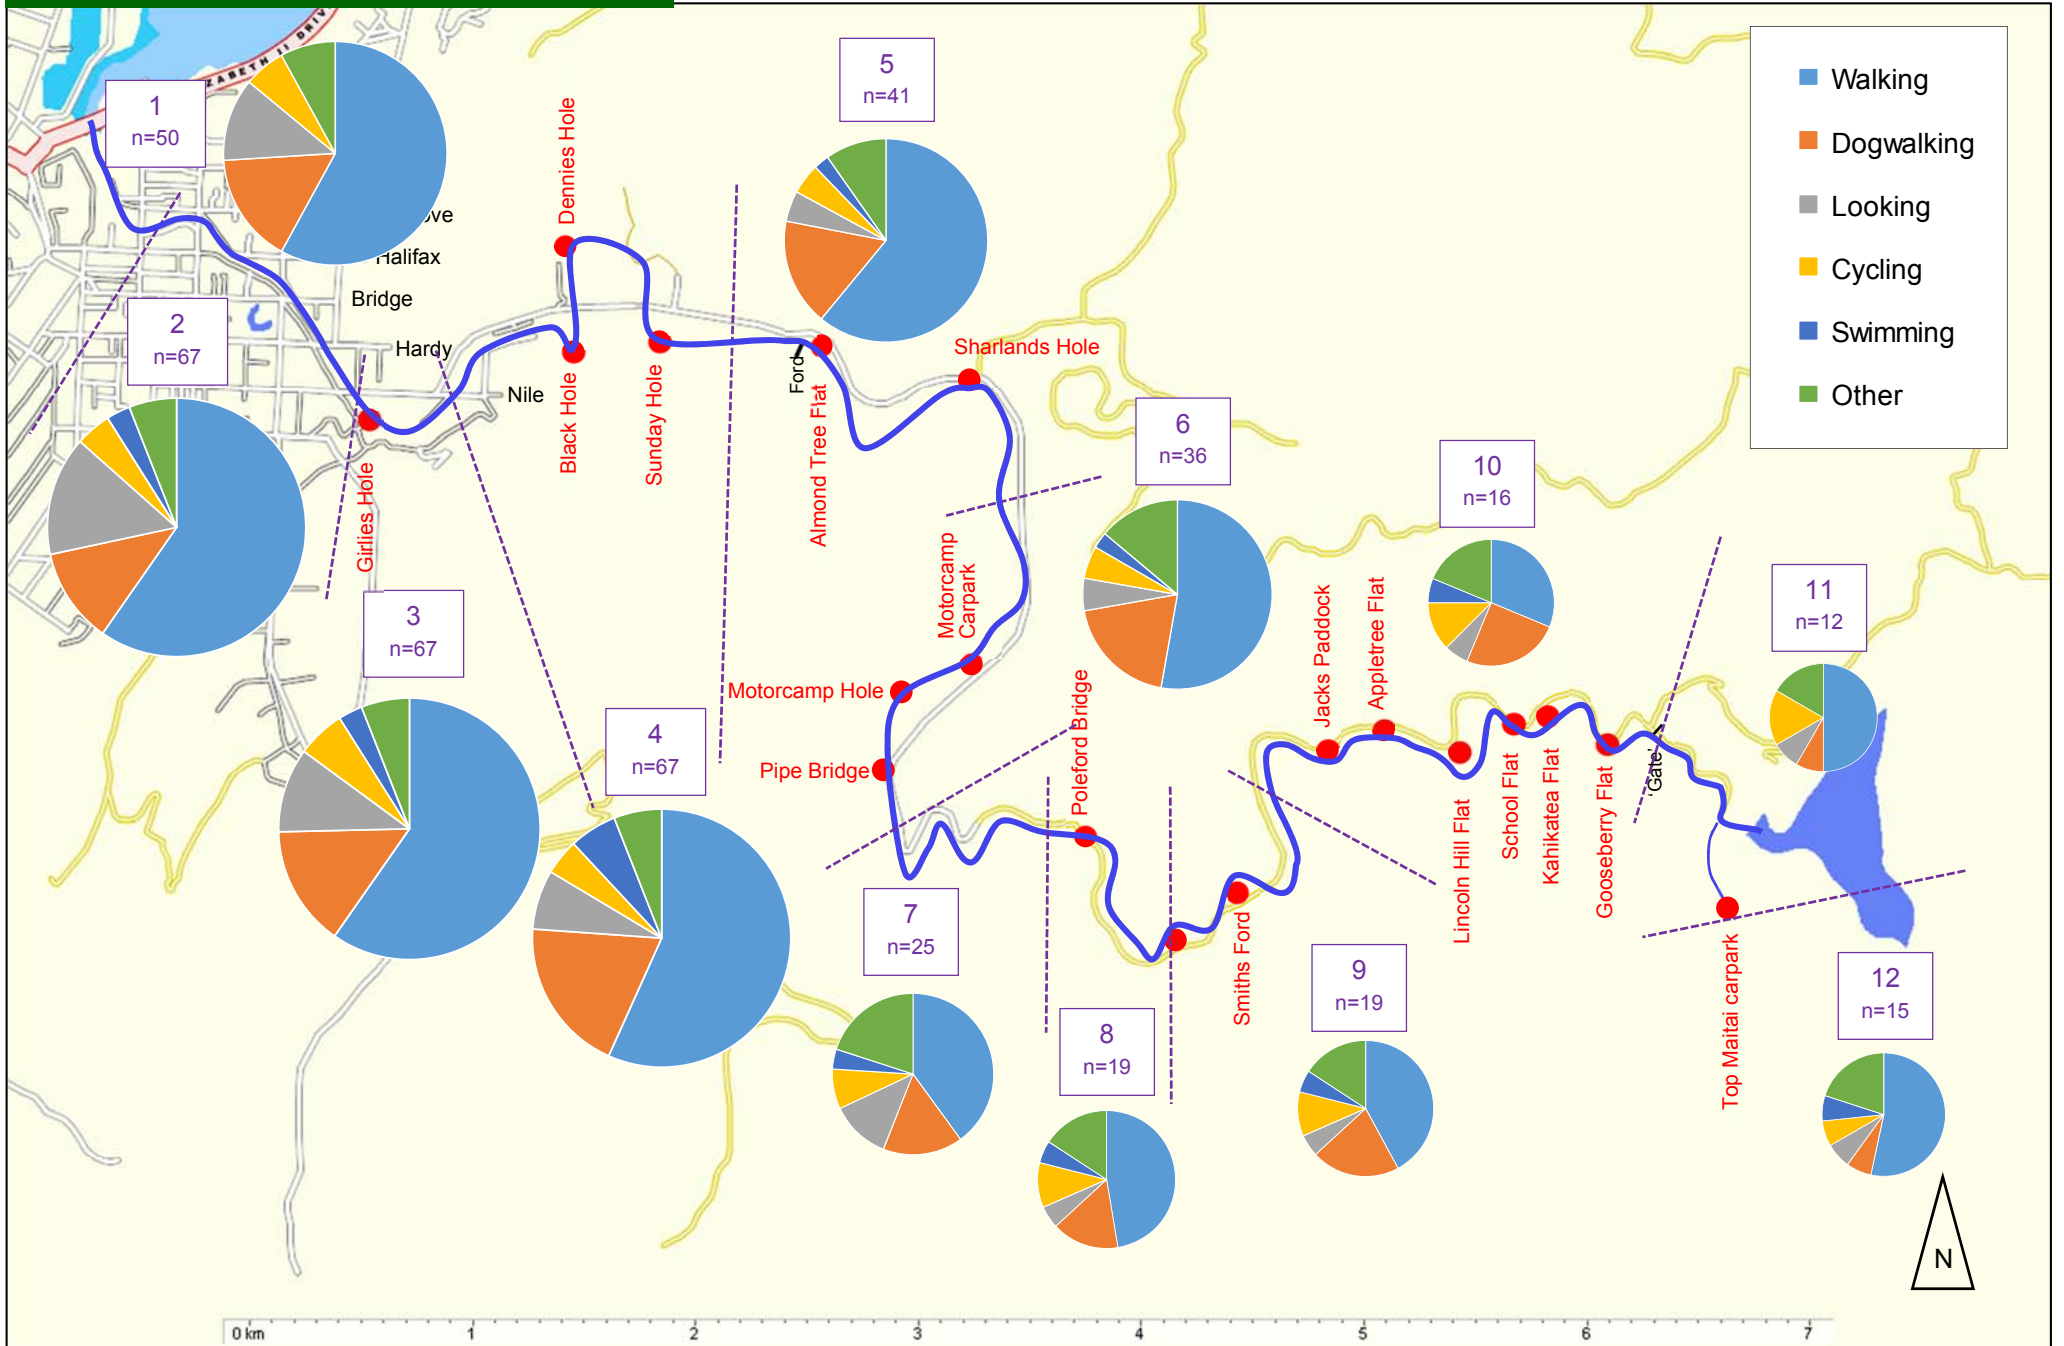 ZABETH II DRIV
1
n=50
ove
Halifax
Bridge
Hardy
Nile
2
n=67
Girlies Hole
3
n=67
4
n=67
Dennies Hole
Black Hole
Sunday Hole
5
n=41
Ford
Almond Tree Flat
Sharlands Hole
6
n=36
Motorcamp
Carpark
Motorcamp Hole
Pipe Bridge
Poleford Bridge
7
n=25
8
n=19
Smiths Ford
9
n=19
10
n=16
Jacks Paddock
Appletree Flat
Lincoln Hill Flat
School Flat
Kahikatea Flat
Gooseberry Flat
'Gate'
11
n=12
Top Maitai carpark
12
n=15
Walking
Dogwalking
Looking
Cycling
Swimming
Other
N
0 km 1 2 3 4 5 6 7